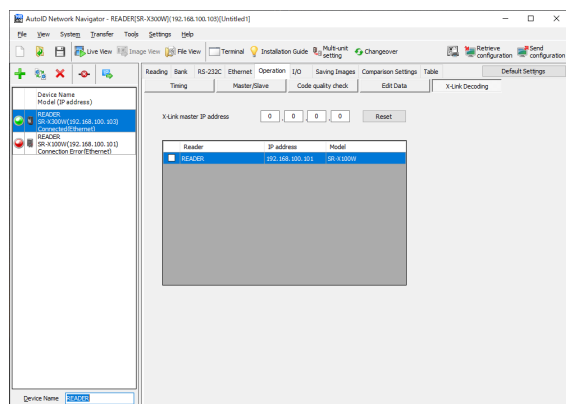 AutoID Network Navigator - READER[SR-X300W](192.168.100.103)[Untitled1]
File View System Transfer Tools Settings Help
Live View Image View File View Terminal Installation Guide Multi-unit setting Changeover Retrieve configuration Send configuration
Reading Bank RS-232C Ethernet Operation I/O Saving Images Comparison Settings Table Default Settings
Timing Master/Slave Code quality check Edit Data X-Link Decoding
Device Name
Model (IP address)
READER
SR-X300W(192.168.100.103)
Connected(Ethernet)
READER
SR-X100W(192.168.100.101)
Connection Error(Ethernet)
X-Link master IP address 0 . 0 . 0 . 0 Reset
Reader IP address Model
READER 192.168.100.101 SR-X100W
Device Name READER